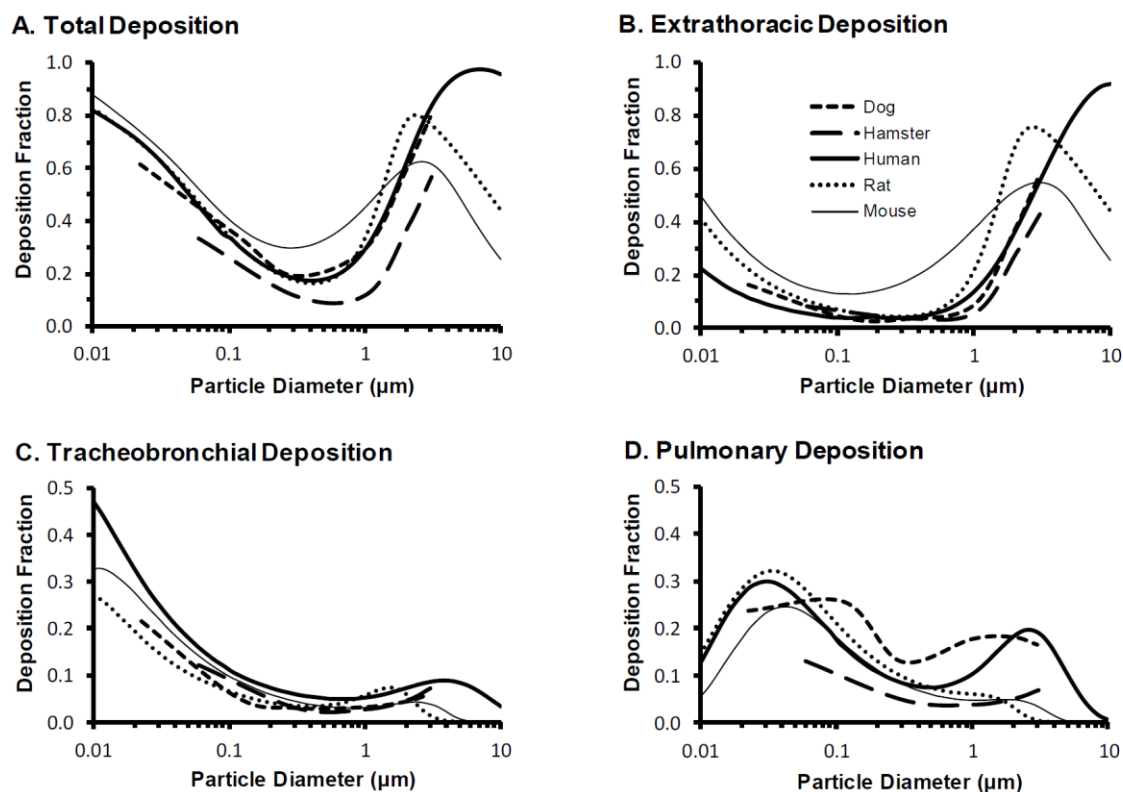 A. Total Deposition
1.0
0.8
0.6
0.4
0.2
0.0
Deposition Fraction
0.01
0.1
1
10
Particle Diameter (µm)
B. Extrathoracic Deposition
1.0
0.8
0.6
0.4
0.2
0.0
Deposition Fraction
Dog
Hamster
Human
Rat
Mouse
0.01
0.1
1
10
Particle Diameter (µm)
C. Tracheobronchial Deposition
0.5
0.4
0.3
0.2
0.1
0.0
Deposition Fraction
0.01
0.1
1
10
Particle Diameter (µm)
D. Pulmonary Deposition
0.5
0.4
0.3
0.2
0.1
0.0
Deposition Fraction
0.01
0.1
1
10
Particle Diameter (µm)